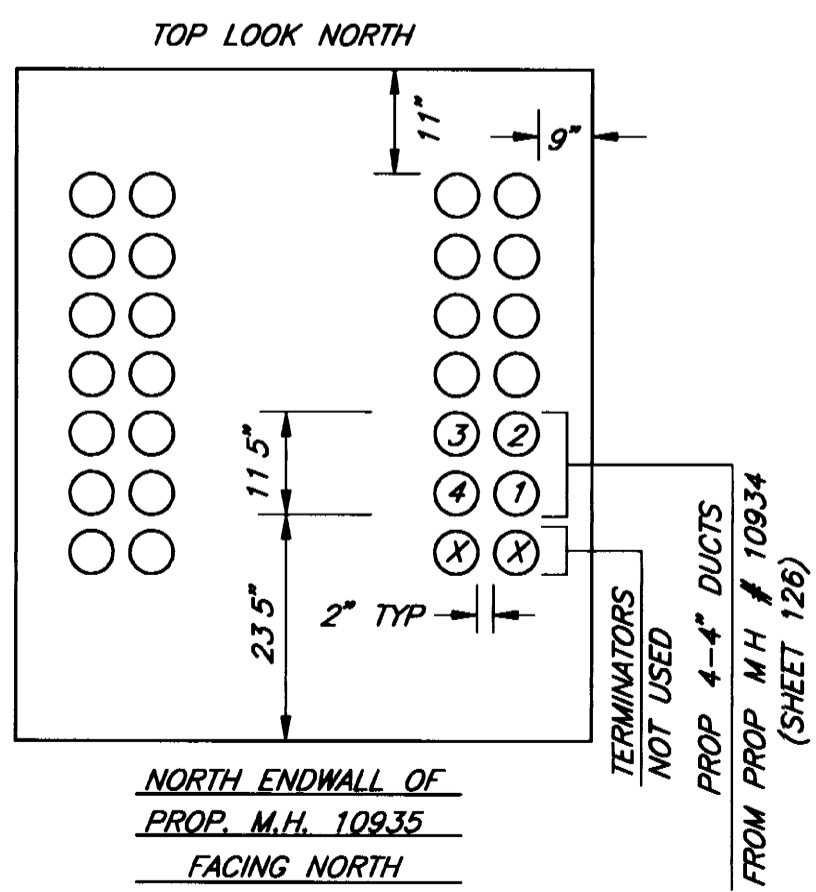 TOP LOOK NORTH
11"
9"
3 2
11 5"
4 1
X X
23 5"
2" TYP
TERMINATORS
NOT USED
PROP 4-4" DUCTS
FROM PROP M H # 10934
(SHEET 126)
NORTH ENDWALL OF
PROP. M.H. 10935
FACING NORTH